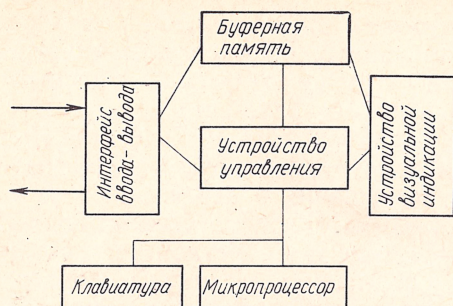 Буферная
память
Интерфейс
ввода-вывода
Устройство
управления
Устройство
визуальной
индикации
Клавиатура
Микропроцессор